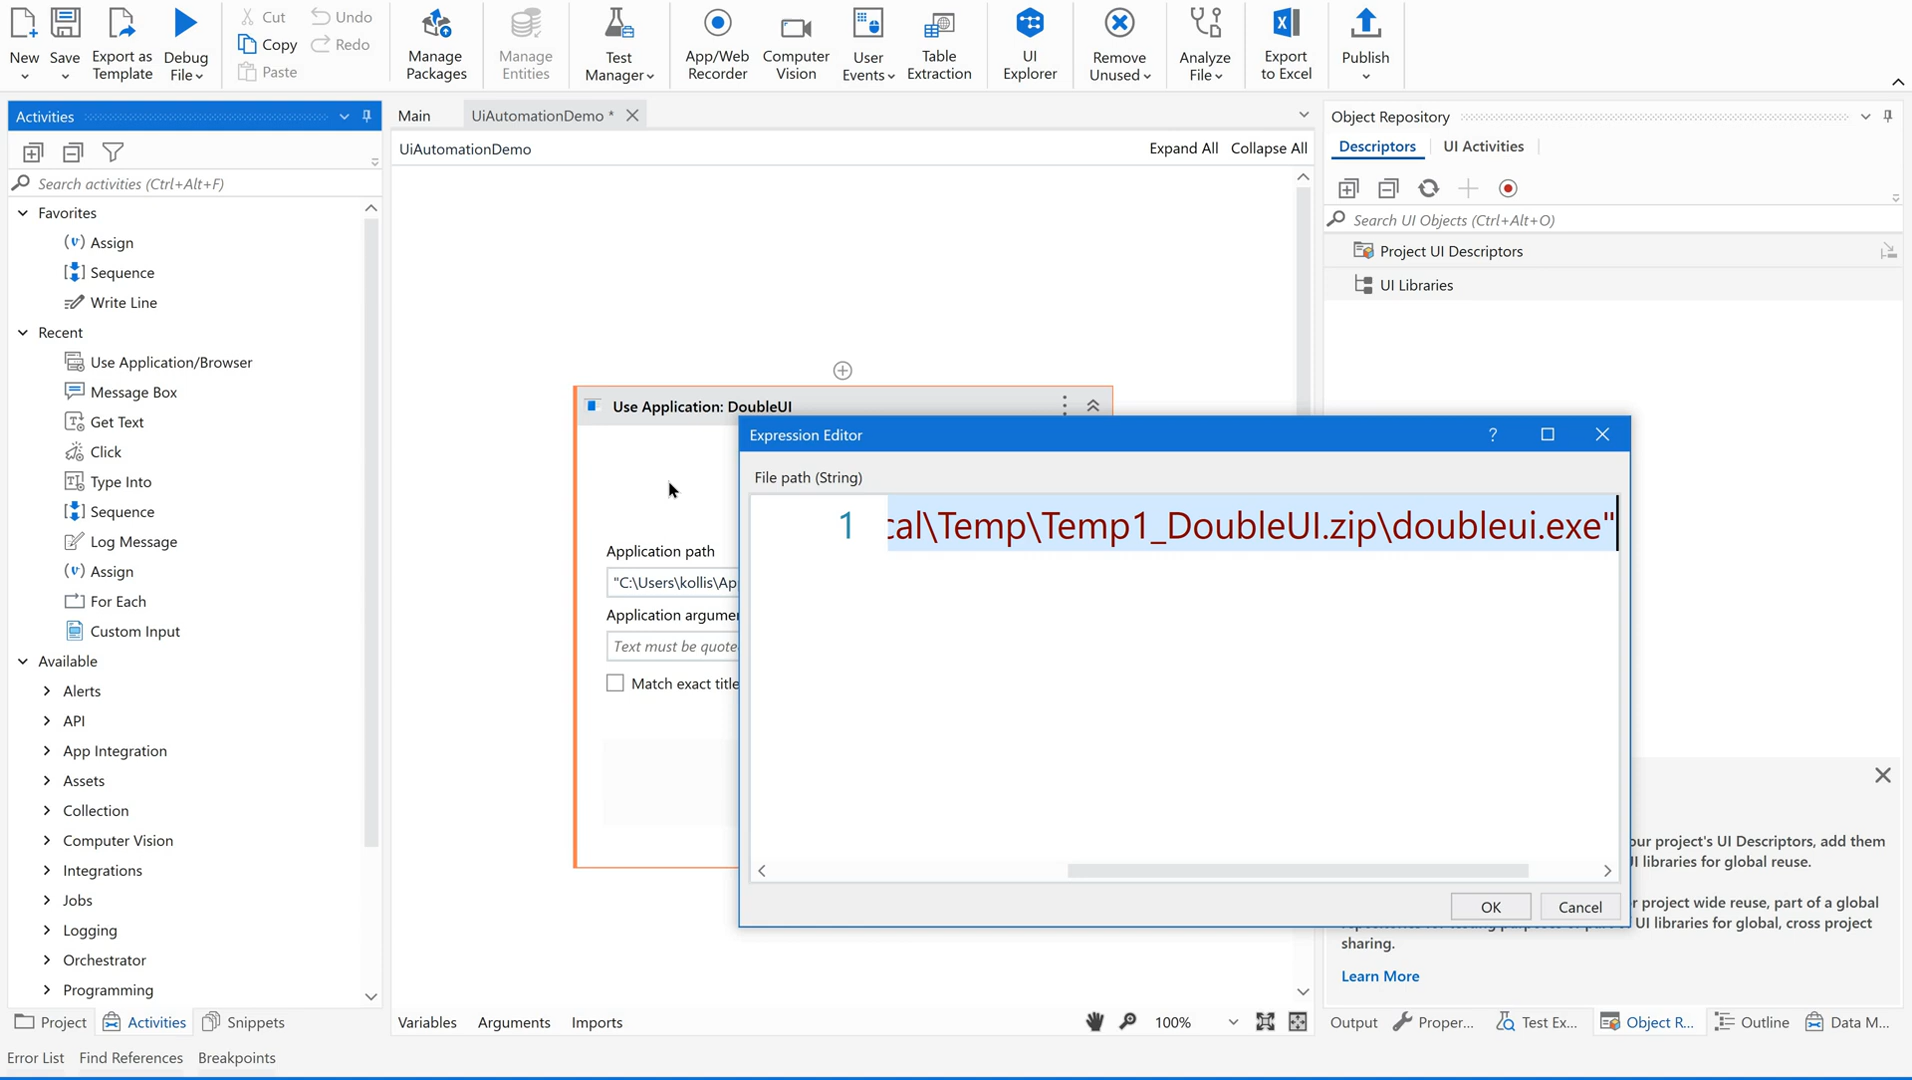 New
Save
Export as
Template
Debug
File
Cut
Copy
Paste
Undo
Redo
Manage
Packages
Manage
Entities
Test
Manager
App/Web
Recorder
Computer
Vision
User
Events
Table
Extraction
UI
Explorer
Remove
Unused
Analyze
File
Export
to Excel
Publish
Activities
Search activities (Ctrl+Alt+F)
Favorites
Assign
Sequence
Write Line
Recent
Use Application/Browser
Message Box
Get Text
Click
Type Into
Sequence
Log Message
Assign
For Each
Custom Input
Available
Alerts
API
App Integration
Assets
Collection
Computer Vision
Integrations
Jobs
Logging
Orchestrator
Programming
Project
Activities
Snippets
Error List
Find References
Breakpoints
Main
UiAutomationDemo *
UiAutomationDemo
Expand All
Collapse All
Use Application: DoubleUI
Application path
"C:\Users\kollis\Ap
Application argume
Text must be quote
Match exact title
Expression Editor
?
File path (String)
1
cal\Temp\Temp1_DoubleUI.zip\doubleui.exe"
OK
Cancel
Variables
Arguments
Imports
100%
Object Repository
Descriptors
UI Activities
Search UI Objects (Ctrl+Alt+O)
Project UI Descriptors
UI Libraries
our project's UI Descriptors, add them
UI libraries for global reuse.
or project wide reuse, part of a global
UI libraries for global, cross project
sharing.
Learn More
Output
Proper...
Test Ex...
Object R...
Outline
Data M...